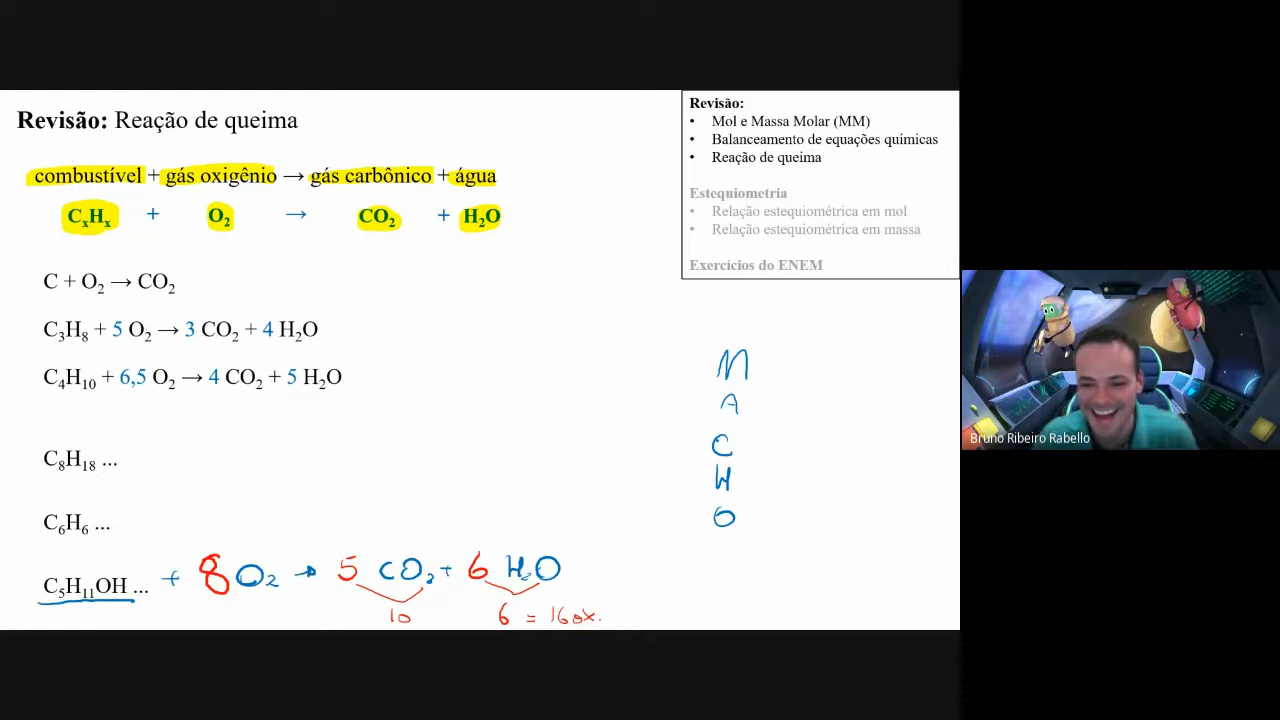 Revisão: Reação de queima
combustível + gás oxigênio → gás carbônico + água
CxHx + O2 → CO2 + H2O
C + O2 → CO2
C3H8 + 5 O2 → 3 CO2 + 4 H2O
C4H10 + 6,5 O2 → 4 CO2 + 5 H2O
C8H18 ...
C6H6 ...
C5H11OH ... + 8 O2 → 5 CO2 + 6 H2O
10 6 = 16 ox.
M
A
C
H
O
Revisão:
• Mol e Massa Molar (MM)
• Balanceamento de equações químicas
• Reação de queima
Estequiometria
• Relação estequiométrica em mol
• Relação estequiométrica em massa
Exercícios do ENEM
Bruno Ribeiro Rabello